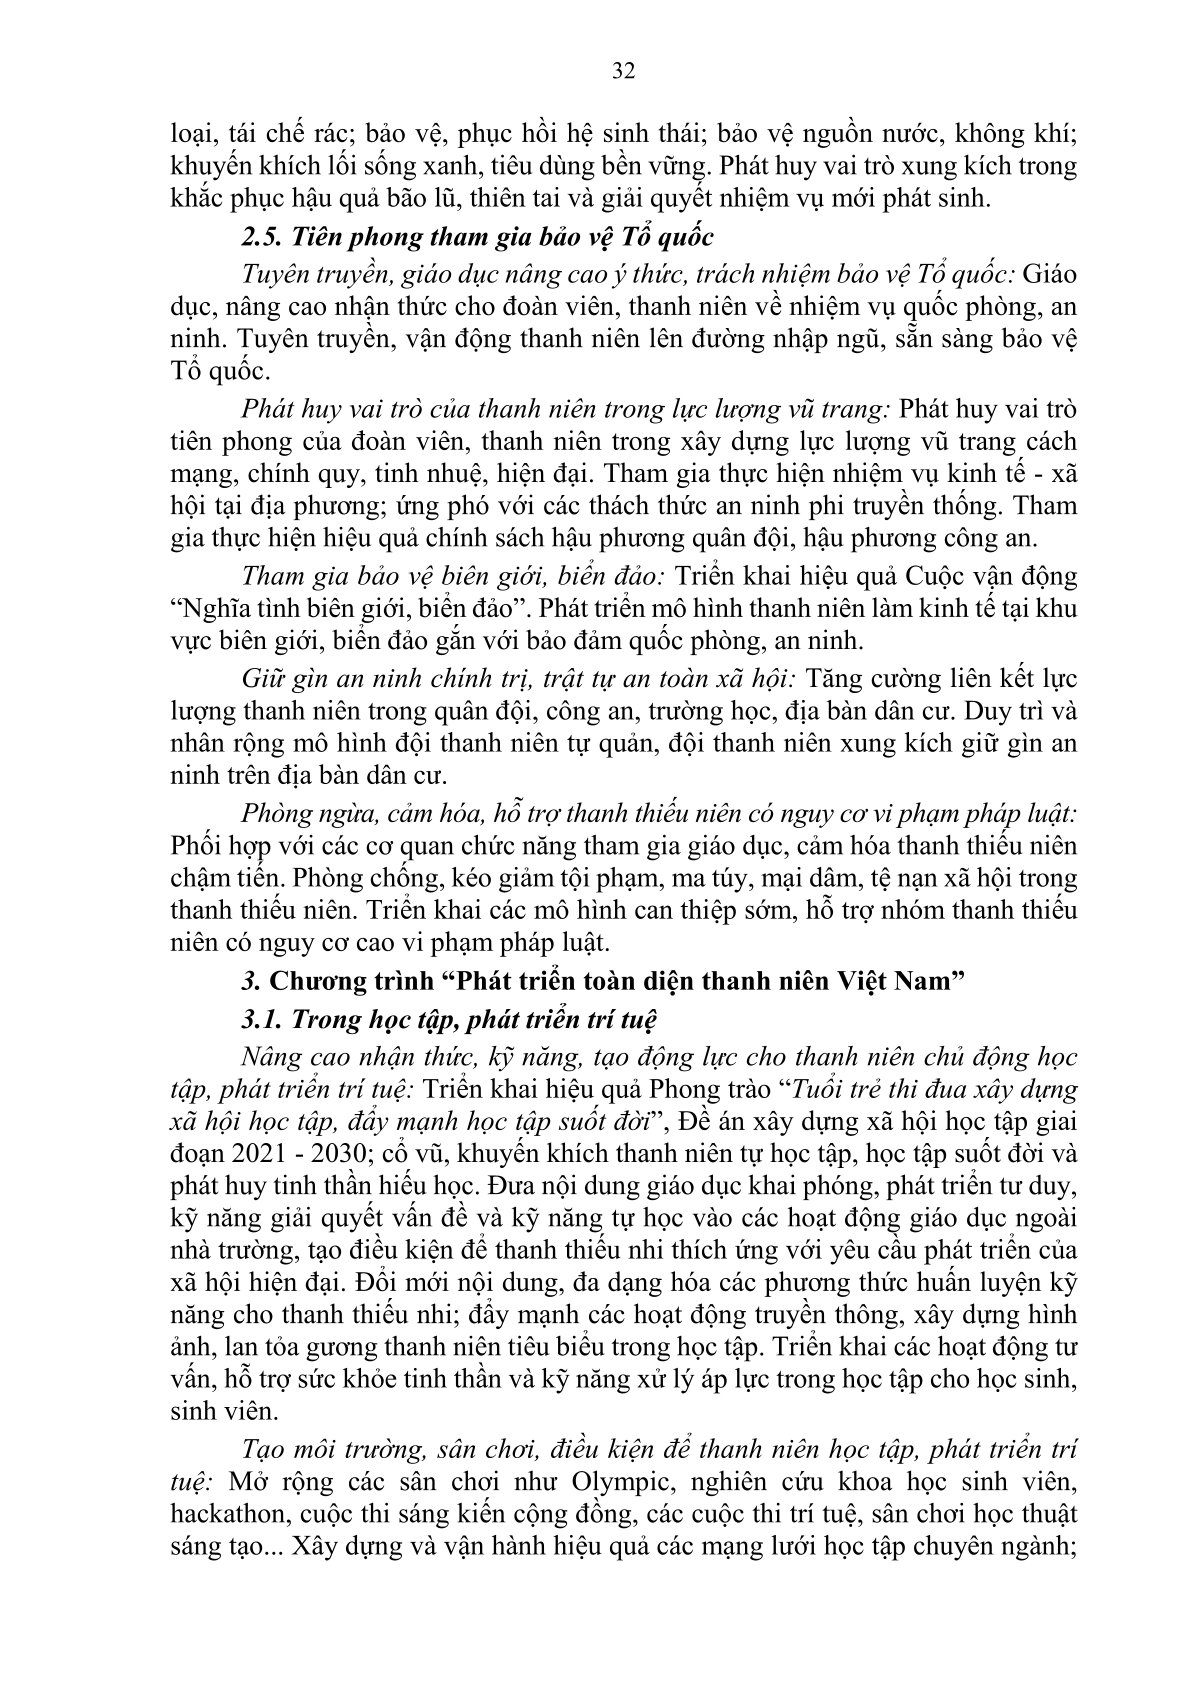 32
loại, tái chế rác; bảo vệ, phục hồi hệ sinh thái; bảo vệ nguồn nước, không khí;
khuyến khích lối sống xanh, tiêu dùng bền vững. Phát huy vai trò xung kích trong
khắc phục hậu quả bão lũ, thiên tai và giải quyết nhiệm vụ mới phát sinh.
2.5. Tiên phong tham gia bảo vệ Tổ quốc
Tuyên truyền, giáo dục nâng cao ý thức, trách nhiệm bảo vệ Tổ quốc: Giáo
dục, nâng cao nhận thức cho đoàn viên, thanh niên về nhiệm vụ quốc phòng, an
ninh. Tuyên truyền, vận động thanh niên lên đường nhập ngũ, sẵn sàng bảo vệ
Tổ quốc.
Phát huy vai trò của thanh niên trong lực lượng vũ trang: Phát huy vai trò
tiên phong của đoàn viên, thanh niên trong xây dựng lực lượng vũ trang cách
mạng, chính quy, tinh nhuệ, hiện đại. Tham gia thực hiện nhiệm vụ kinh tế - xã
hội tại địa phương; ứng phó với các thách thức an ninh phi truyền thống. Tham
gia thực hiện hiệu quả chính sách hậu phương quân đội, hậu phương công an.
Tham gia bảo vệ biên giới, biển đảo: Triển khai hiệu quả Cuộc vận động
“Nghĩa tình biên giới, biển đảo”. Phát triển mô hình thanh niên làm kinh tế tại khu
vực biên giới, biển đảo gắn với bảo đảm quốc phòng, an ninh.
Giữ gìn an ninh chính trị, trật tự an toàn xã hội: Tăng cường liên kết lực
lượng thanh niên trong quân đội, công an, trường học, địa bàn dân cư. Duy trì và
nhân rộng mô hình đội thanh niên tự quản, đội thanh niên xung kích giữ gìn an
ninh trên địa bàn dân cư.
Phòng ngừa, cảm hóa, hỗ trợ thanh thiếu niên có nguy cơ vi phạm pháp luật:
Phối hợp với các cơ quan chức năng tham gia giáo dục, cảm hóa thanh thiếu niên
chậm tiến. Phòng chống, kéo giảm tội phạm, ma túy, mại dâm, tệ nạn xã hội trong
thanh thiếu niên. Triển khai các mô hình can thiệp sớm, hỗ trợ nhóm thanh thiếu
niên có nguy cơ cao vi phạm pháp luật.
3. Chương trình “Phát triển toàn diện thanh niên Việt Nam”
3.1. Trong học tập, phát triển trí tuệ
Nâng cao nhận thức, kỹ năng, tạo động lực cho thanh niên chủ động học
tập, phát triển trí tuệ: Triển khai hiệu quả Phong trào “Tuổi trẻ thi đua xây dựng
xã hội học tập, đẩy mạnh học tập suốt đời”, Đề án xây dựng xã hội học tập giai
đoạn 2021 - 2030; cổ vũ, khuyến khích thanh niên tự học tập, học tập suốt đời và
phát huy tinh thần hiếu học. Đưa nội dung giáo dục khai phóng, phát triển tư duy,
kỹ năng giải quyết vấn đề và kỹ năng tự học vào các hoạt động giáo dục ngoài
nhà trường, tạo điều kiện để thanh thiếu nhi thích ứng với yêu cầu phát triển của
xã hội hiện đại. Đổi mới nội dung, đa dạng hóa các phương thức huấn luyện kỹ
năng cho thanh thiếu nhi; đẩy mạnh các hoạt động truyền thông, xây dựng hình
ảnh, lan tỏa gương thanh niên tiêu biểu trong học tập. Triển khai các hoạt động tư
vấn, hỗ trợ sức khỏe tinh thần và kỹ năng xử lý áp lực trong học tập cho học sinh,
sinh viên.
Tạo môi trường, sân chơi, điều kiện để thanh niên học tập, phát triển trí
tuệ: Mở rộng các sân chơi như Olympic, nghiên cứu khoa học sinh viên,
hackathon, cuộc thi sáng kiến cộng đồng, các cuộc thi trí tuệ, sân chơi học thuật
sáng tạo... Xây dựng và vận hành hiệu quả các mạng lưới học tập chuyên ngành;